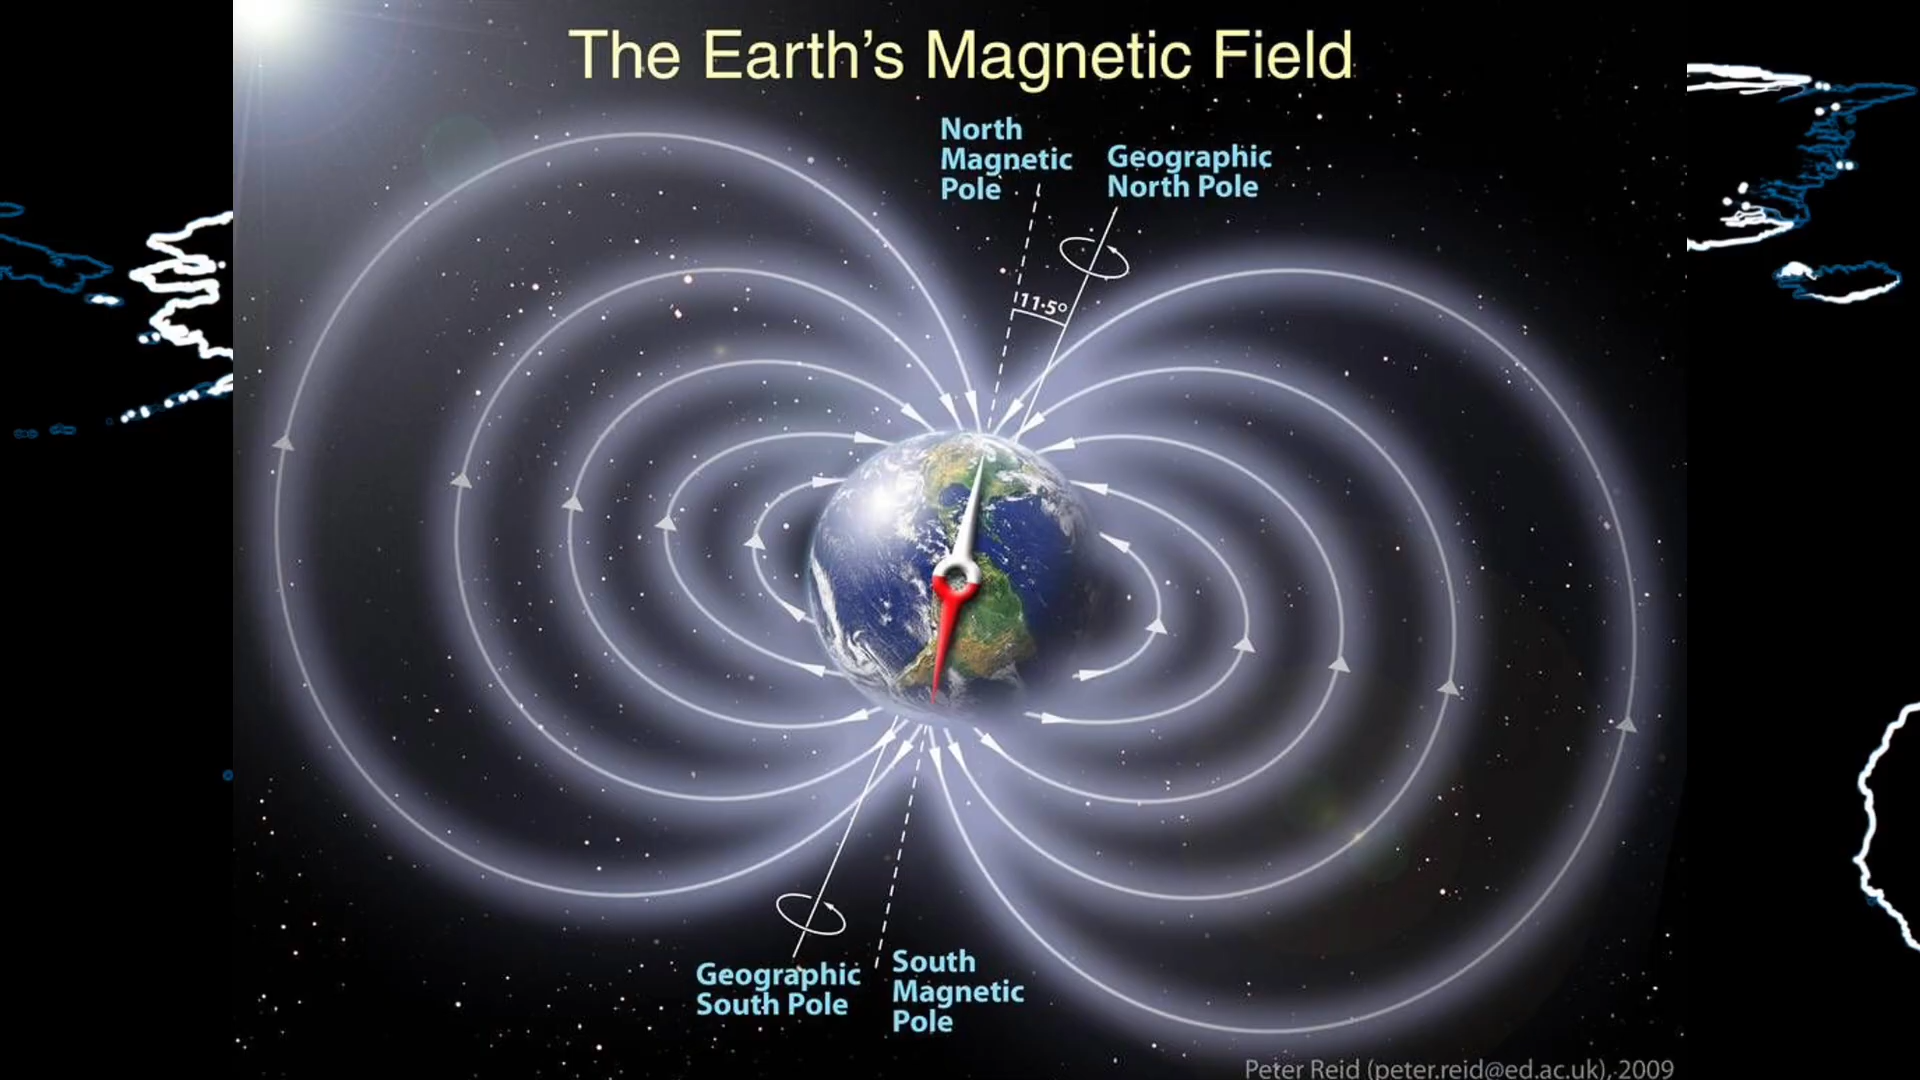 The Earth’s Magnetic Field
North
Magnetic
Pole
Geographic
North Pole
11·5°
Geographic
South Pole
South
Magnetic
Pole
Peter Reid (peter.reid@ed.ac.uk), 2009